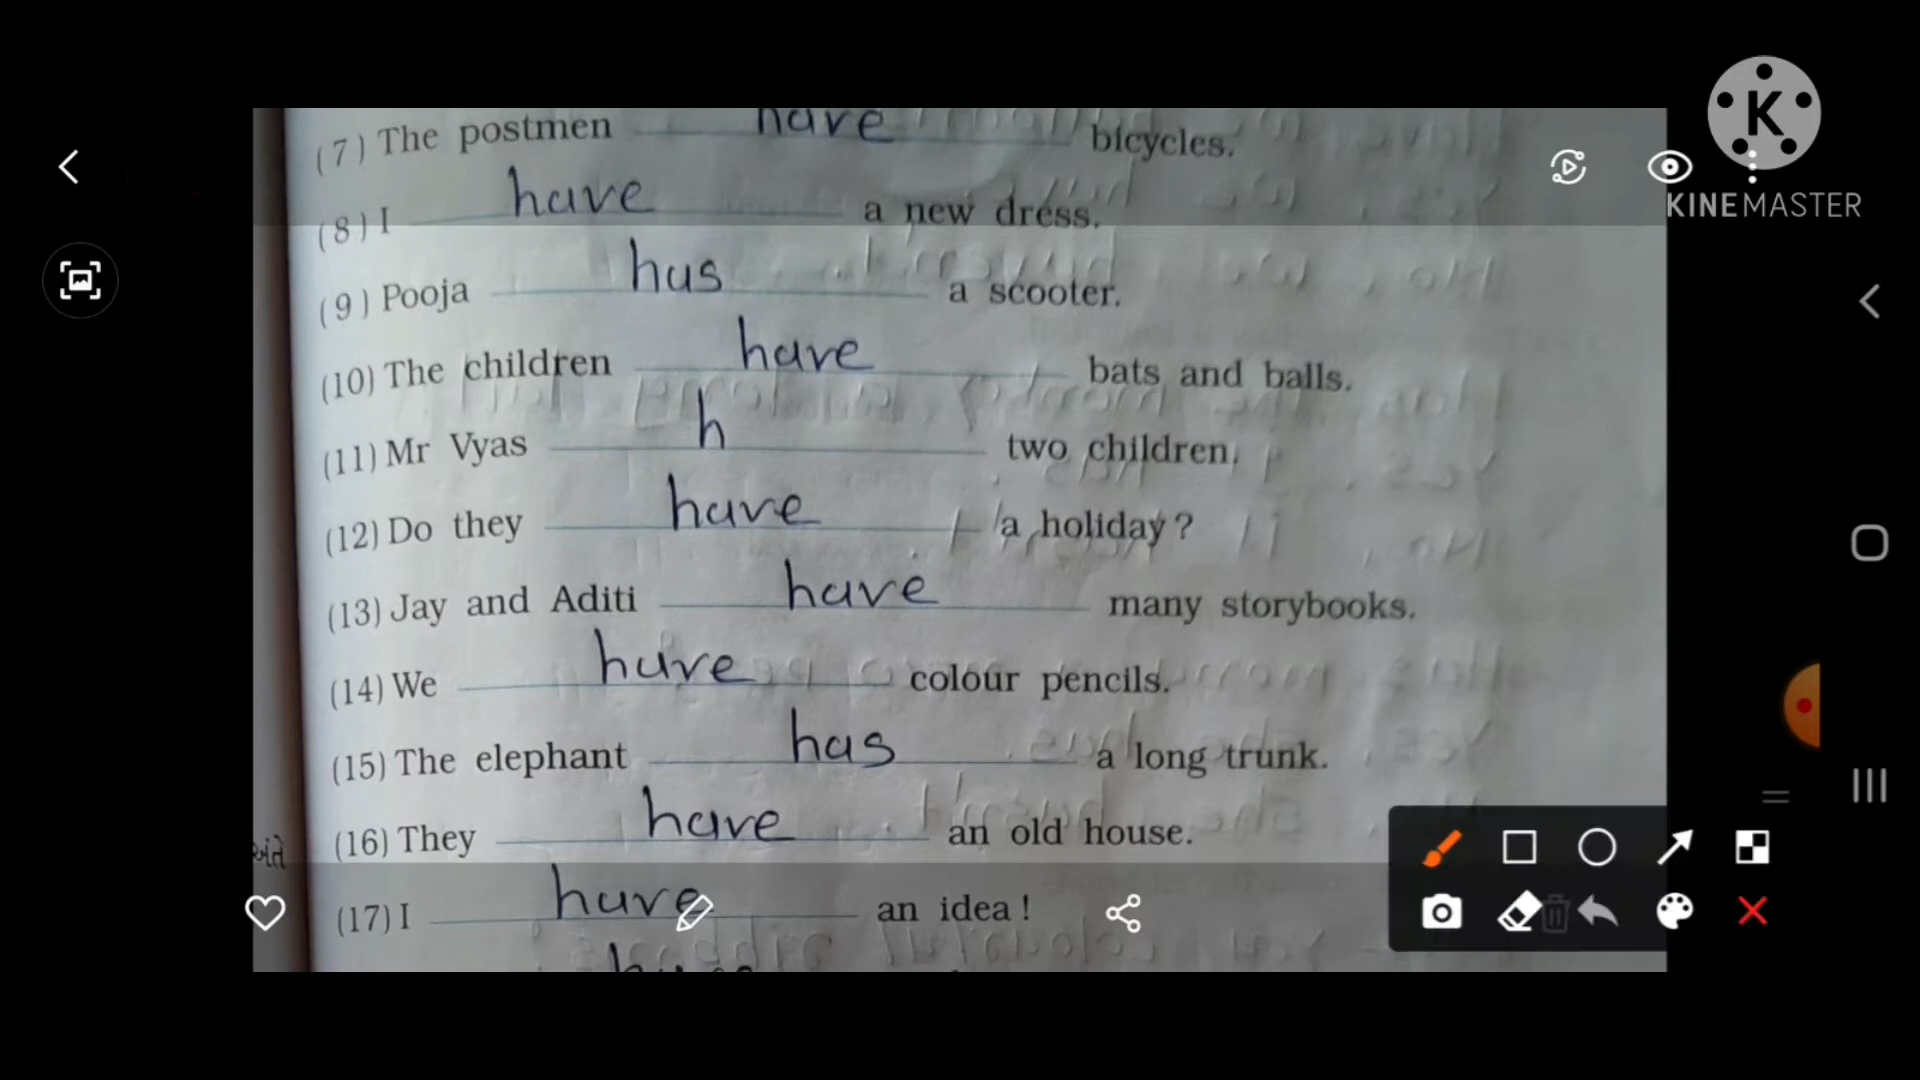 (7) The postmen have bicycles.
(8) I have a new dress.
(9) Pooja has a scooter.
(10) The children have bats and balls.
(11) Mr Vyas h two children.
(12) Do they have a holiday?
(13) Jay and Aditi have many storybooks.
(14) We have colour pencils.
(15) The elephant has a long trunk.
(16) They have an old house.
અંતે
(17) I have an idea!
K
KINEMASTER